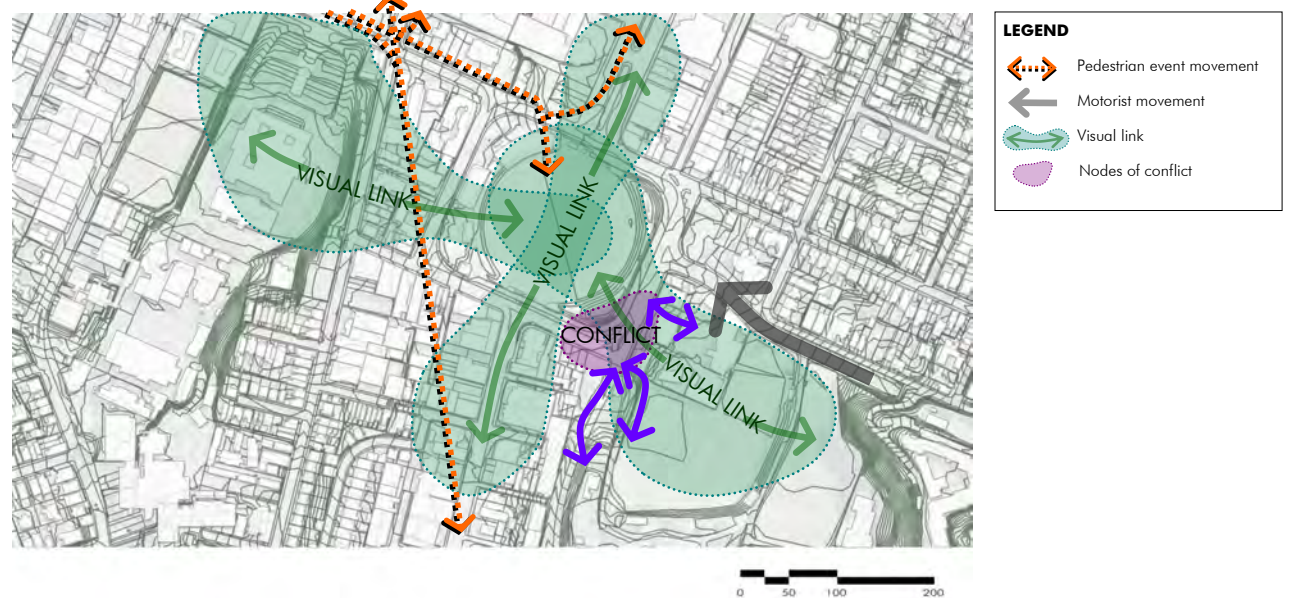 LEGEND
Pedestrian event movement
Motorist movement
Visual link
Nodes of conflict
VISUAL LINK
VISUAL LINK
CONFLICT
VISUAL LINK
0 50 100 200